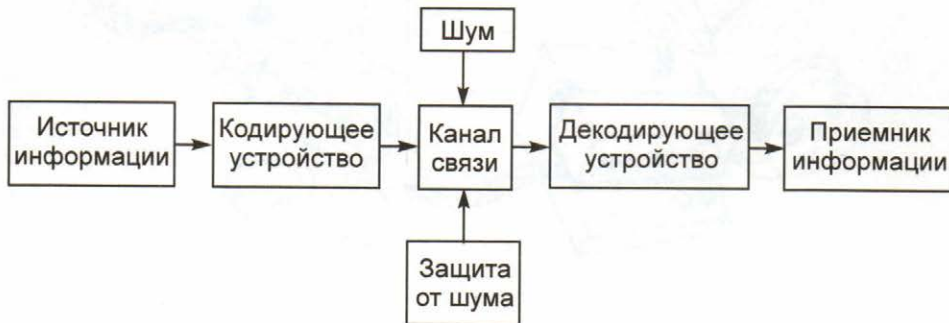 Шум
Источник
информации
Кодирующее
устройство
Канал
связи
Декодирующее
устройство
Приемник
информации
Защита
от шума